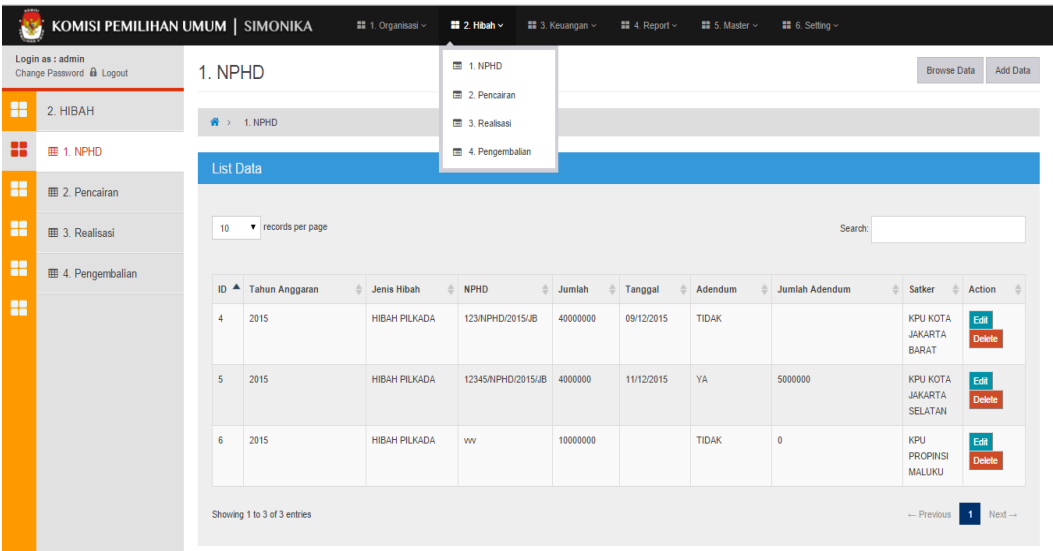 KOMISI PEMILIHAN UMUM | SIMONIKA
1. Organisasi
2. Hibah
3. Keuangan
4. Report
5. Master
6. Setting
Login as : admin
Change Password Logout
1. NPHD
Browse Data
Add Data
1. NPHD
2. Pencairan
3. Realisasi
4. Pengembalian
2. HIBAH
1. NPHD
2. Pencairan
3. Realisasi
4. Pengembalian
> 1. NPHD
List Data
10 records per page
Search:
ID Tahun Anggaran Jenis Hibah NPHD Jumlah Tanggal Adendum Jumlah Adendum Satker Action
4 2015 HIBAH PILKADA 123/NPHD/2015/JB 40000000 09/12/2015 TIDAK KPU KOTA Edit
JAKARTA Delete
BARAT
5 2015 HIBAH PILKADA 12345/NPHD/2015/JB 4000000 11/12/2015 YA 5000000 KPU KOTA Edit
JAKARTA Delete
SELATAN
6 2015 HIBAH PILKADA 10000000 TIDAK 0 KPU Edit
PROPINSI Delete
MALUKU
Showing 1 to 3 of 3 entries
← Previous 1 Next →